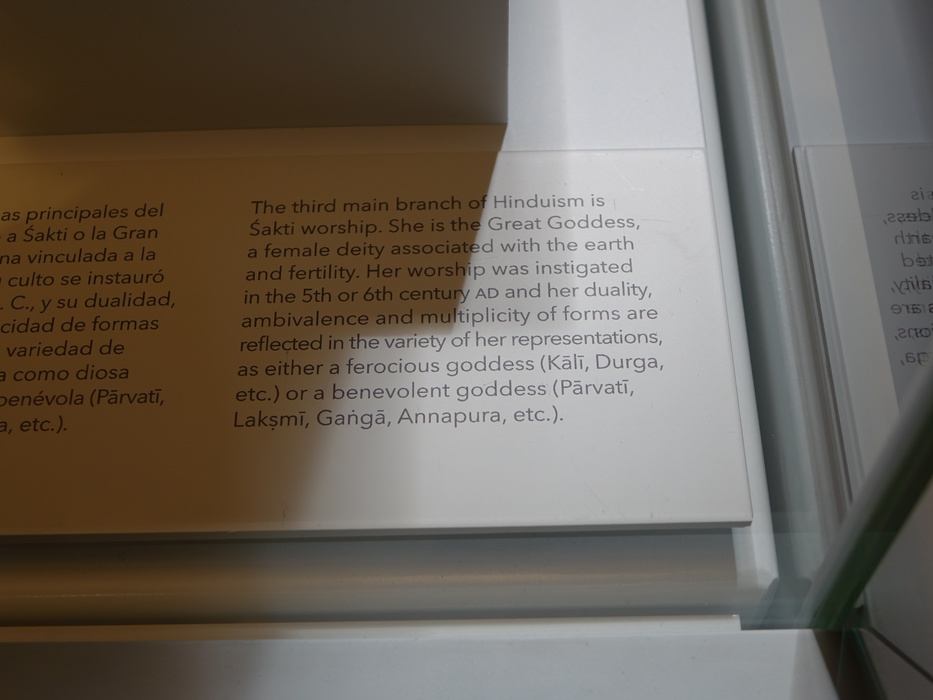 as principales del
a Śakti o la Gran
na vinculada a la
culto se instauró
. C., y su dualidad,
cidad de formas
variedad de
a como diosa
benévola (Pārvatī,
a, etc.).
The third main branch of Hinduism is
Śakti worship. She is the Great Goddess,
a female deity associated with the earth
and fertility. Her worship was instigated
in the 5th or 6th century AD and her duality,
ambivalence and multiplicity of forms are
reflected in the variety of her representations,
as either a ferocious goddess (Kālī, Durga,
etc.) or a benevolent goddess (Pārvatī,
Lakṣmī, Gaṅgā, Annapura, etc.).